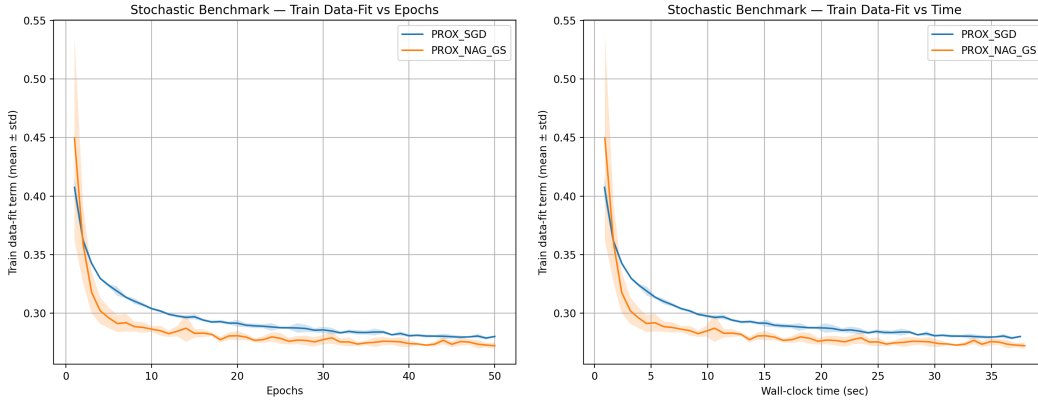 Stochastic Benchmark — Train Data-Fit vs Epochs
PROX_SGD
PROX_NAG_GS
Train data-fit term (mean ± std)
0.55
0.50
0.45
0.40
0.35
0.30
0 10 20 30 40 50
Epochs
Stochastic Benchmark — Train Data-Fit vs Time
PROX_SGD
PROX_NAG_GS
Train data-fit term (mean ± std)
0.55
0.50
0.45
0.40
0.35
0.30
0 5 10 15 20 25 30 35
Wall-clock time (sec)